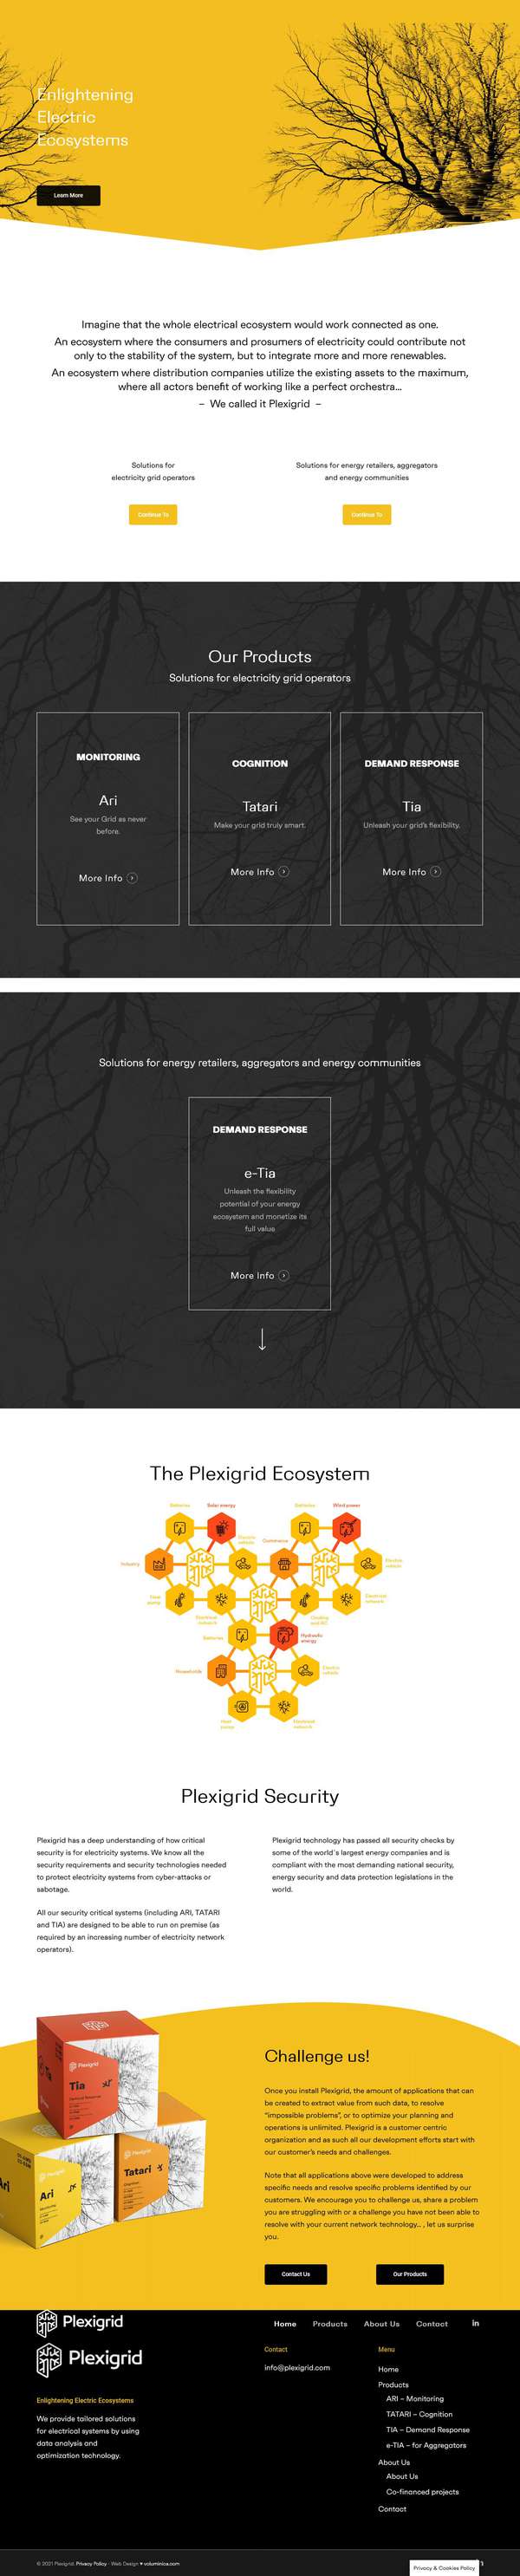 Enlightening
Electric
Ecosystems
Learn More
Imagine that the whole electrical ecosystem would work connected as one.
An ecosystem where the consumers and prosumers of electricity could contribute not
only to the stability of the system, but to integrate more and more renewables.
An ecosystem where distribution companies utilize the existing assets to the maximum,
where all actors benefit of working like a perfect orchestra...
– We called it Plexigrid –
Solutions for
electricity grid operators
Continue To
Solutions for energy retailers, aggregators
and energy communities
Continue To
Our Products
Solutions for electricity grid operators
MONITORING
Ari
See your Grid as never
before.
More Info
COGNITION
Tatari
Make your grid truly smart.
More Info
DEMAND RESPONSE
Tia
Unleash your grid's flexibility.
More Info
Solutions for energy retailers, aggregators and energy communities
DEMAND RESPONSE
e-Tia
Unleash the flexibility
potential of your energy
ecosystem and monetize its
full value
More Info
The Plexigrid Ecosystem
Batteries
Solar energy
Batteries
Wind power
Electric
vehicle
Commerce
Industry
Electric
vehicle
Heat
pump
Electrical
network
Electrical
network
Cooling
and AC
Batteries
Hydraulic
energy
Households
Electric
vehicle
Heat
pump
Electrical
network
Plexigrid Security
Plexigrid has a deep understanding of how critical
security is for electricity systems. We know all the
security requirements and security technologies needed
to protect electricity systems from cyber-attacks or
sabotage.
All our security critical systems (including ARI, TATARI
and TIA) are designed to be able to run on premise (as
required by an increasing number of electricity network
operators).
Plexigrid technology has passed all security checks by
some of the world´s largest energy companies and is
compliant with the most demanding national security,
energy security and data protection legislations in the
world.
Plexigrid
Tia
Demand Response
Plexigrid
Ari
Plexigrid
Tatari
Cognition
Ari
Challenge us!
Once you install Plexigrid, the amount of applications that can
be created to extract value from such data, to resolve
“impossible problems”, or to optimize your planning and
operations is unlimited. Plexigrid is a customer centric
organization and as such all our development efforts start with
our customer's needs and challenges.
Note that all applications above were developed to address
specific needs and resolve specific problems identified by our
customers. We encourage you to challenge us, share a problem
you are struggling with or a challenge you have not been able to
resolve with your current network technology... , let us surprise
you.
Contact Us
Our Products
Plexigrid
Home Products About Us Contact in
Plexigrid
Enlightening Electric Ecosystems
We provide tailored solutions
for electrical systems by using
data analysis and
optimization technology.
Contact
info@plexigrid.com
Menu
Home
Products
ARI – Monitoring
TATARI – Cognition
TIA – Demand Response
e-TIA – for Aggregators
About Us
About Us
Co-financed projects
Contact
© 2021 Plexigrid. Privacy Policy - Web Design ♥ voluminica.com
Privacy & Cookies Policy